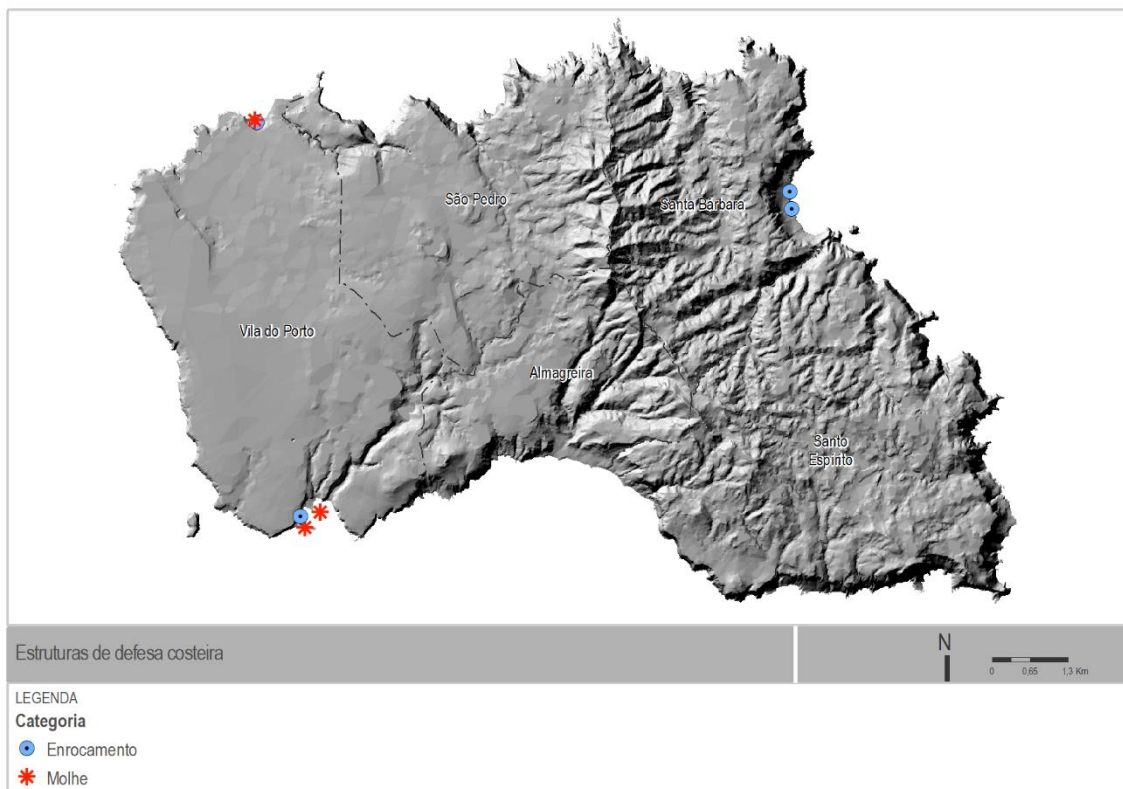 São Pedro
Santa Bárbara
Vila do Porto
Almagreira
Santo
Espírito
Estruturas de defesa costeira
N
0 0,65 1,3 Km
LEGENDA
Categoria
Enrocamento
Molhe